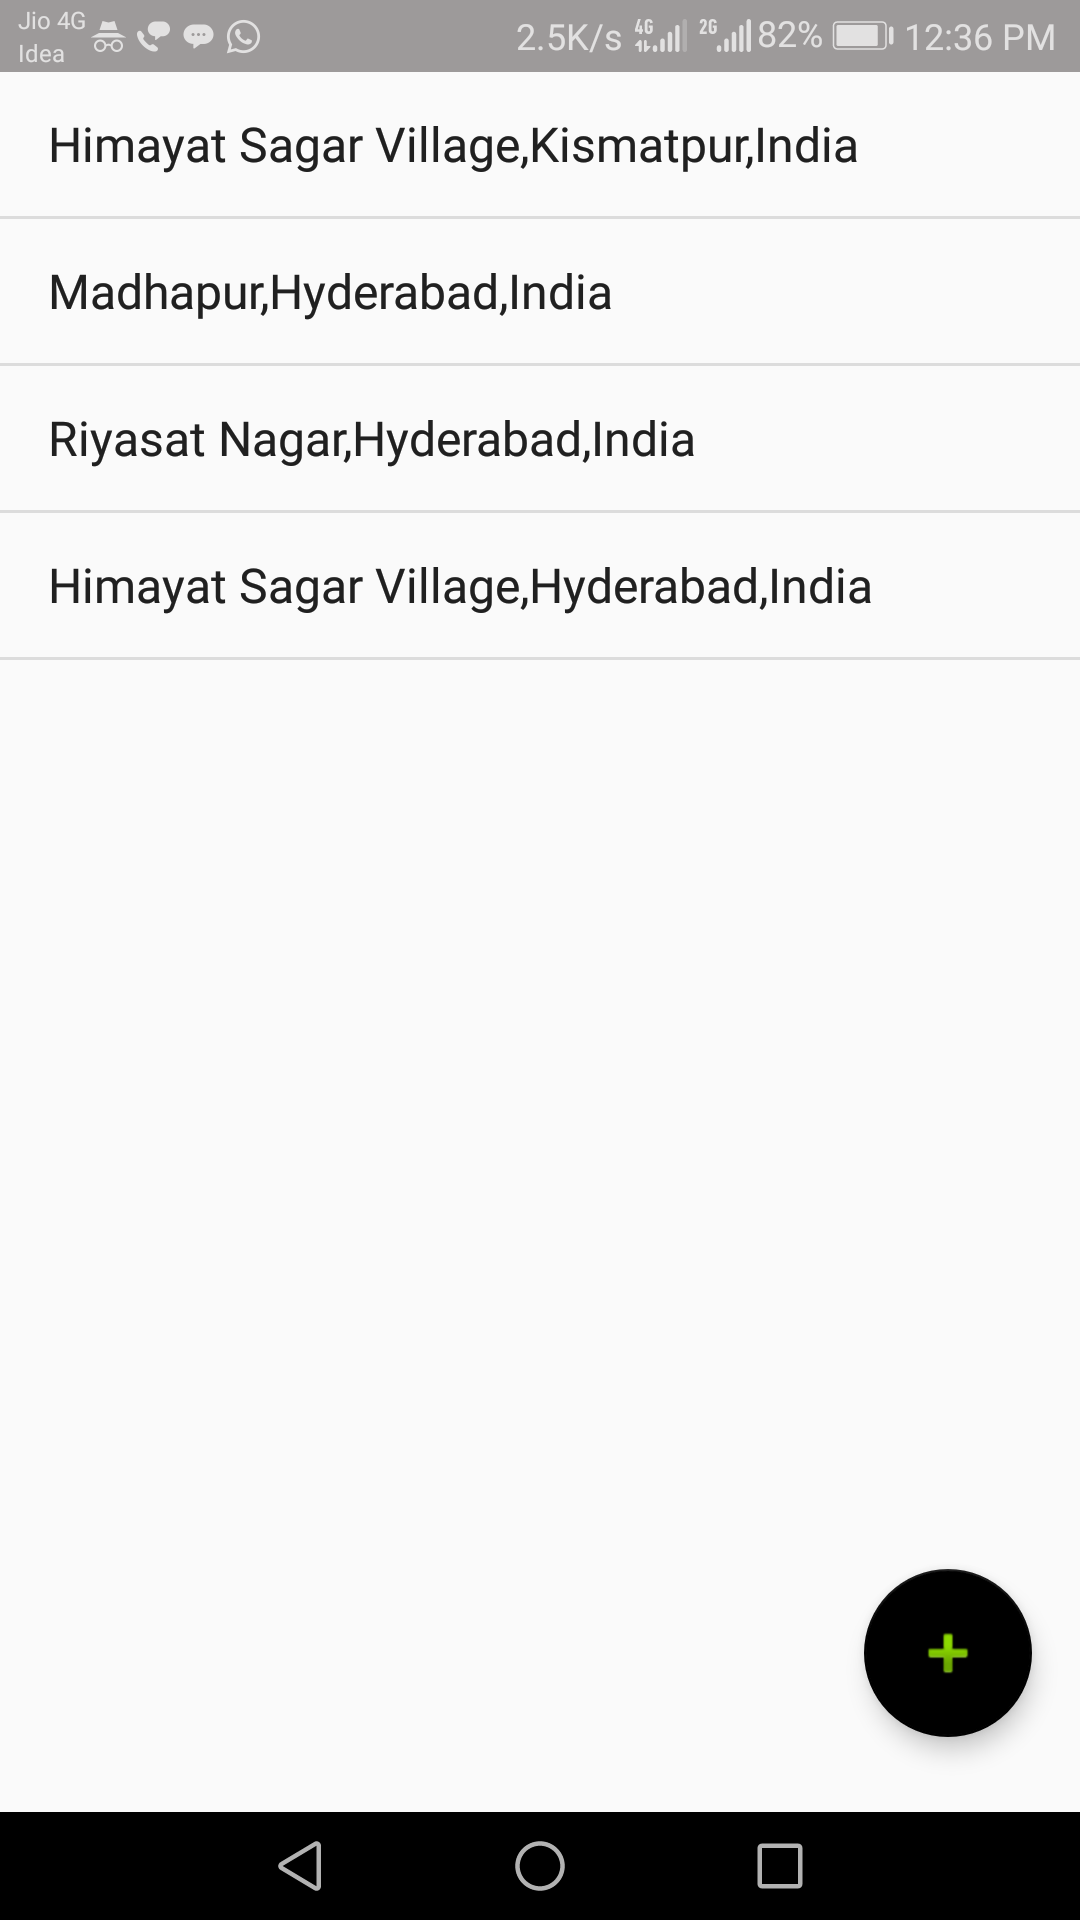 Jio 4G
Idea
2.5K/s 4G 2G 82% 12:36 PM
Himayat Sagar Village,Kismatpur,India
Madhapur,Hyderabad,India
Riyasat Nagar,Hyderabad,India
Himayat Sagar Village,Hyderabad,India